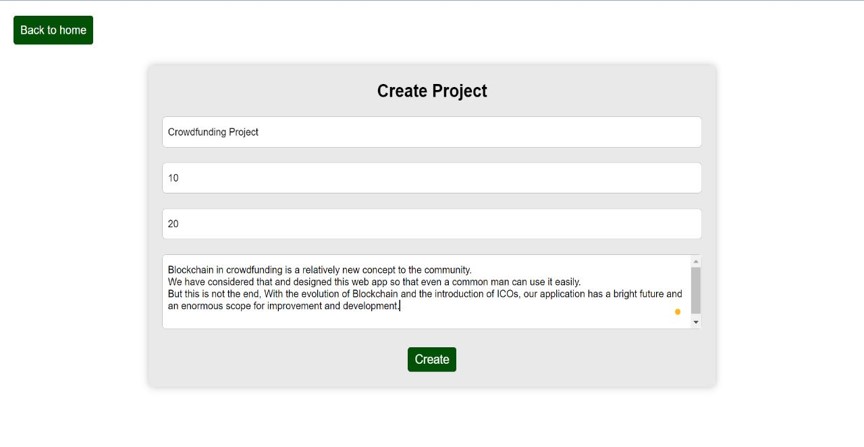 Back to home
Create Project
Crowdfunding Project
10
20
Blockchain in crowdfunding is a relatively new concept to the community.
We have considered that and designed this web app so that even a common man can use it easily.
But this is not the end, With the evolution of Blockchain and the introduction of ICOs, our application has a bright future and
an enormous scope for improvement and development.
Create